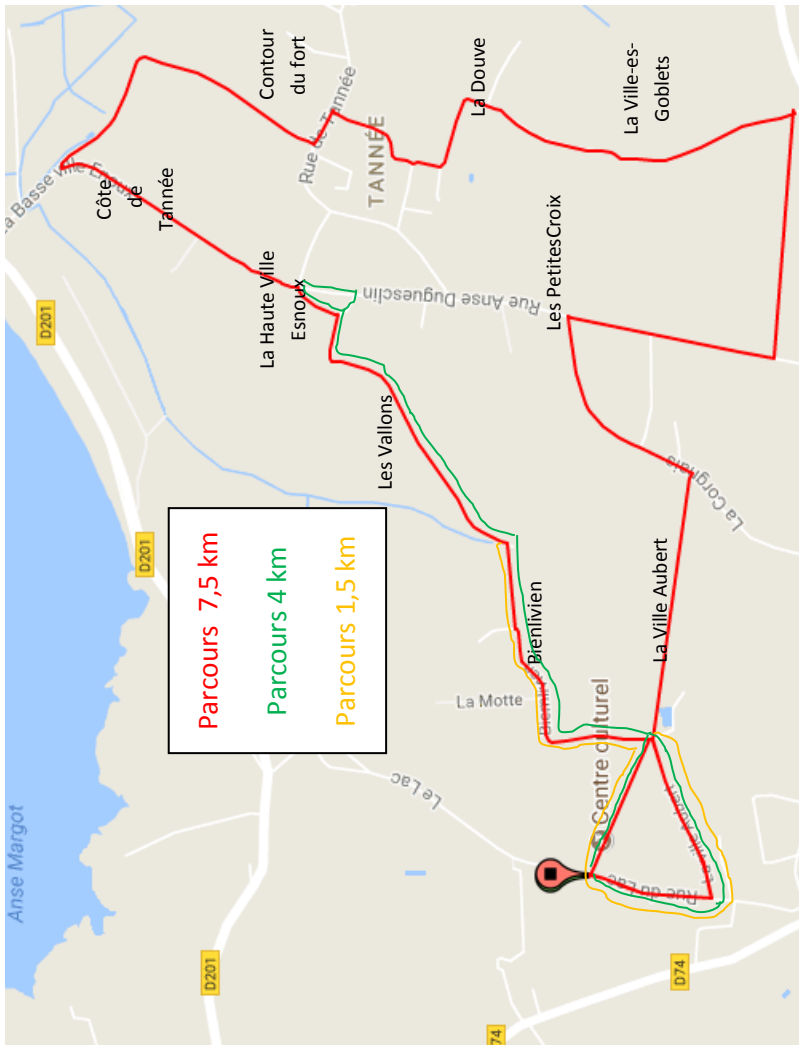 Anse Margot
D201
D201
D201
Côte
de
Tannée
Contour
du fort
Rue de Tannée
TANNÉE
La Douve
La Ville-es-
Goblets
La Haute Ville
Esnoux
Rue Anse Duguesclin
Les PetitesCroix
Les Vallons
Parcours 7,5 km
Parcours 4 km
Parcours 1,5 km
Le Lac
La Motte
Bienlivien
Centre culturel
Rue du Lac
La Ville Aubert
La Ville Aubert
La Corgnais
74
D74